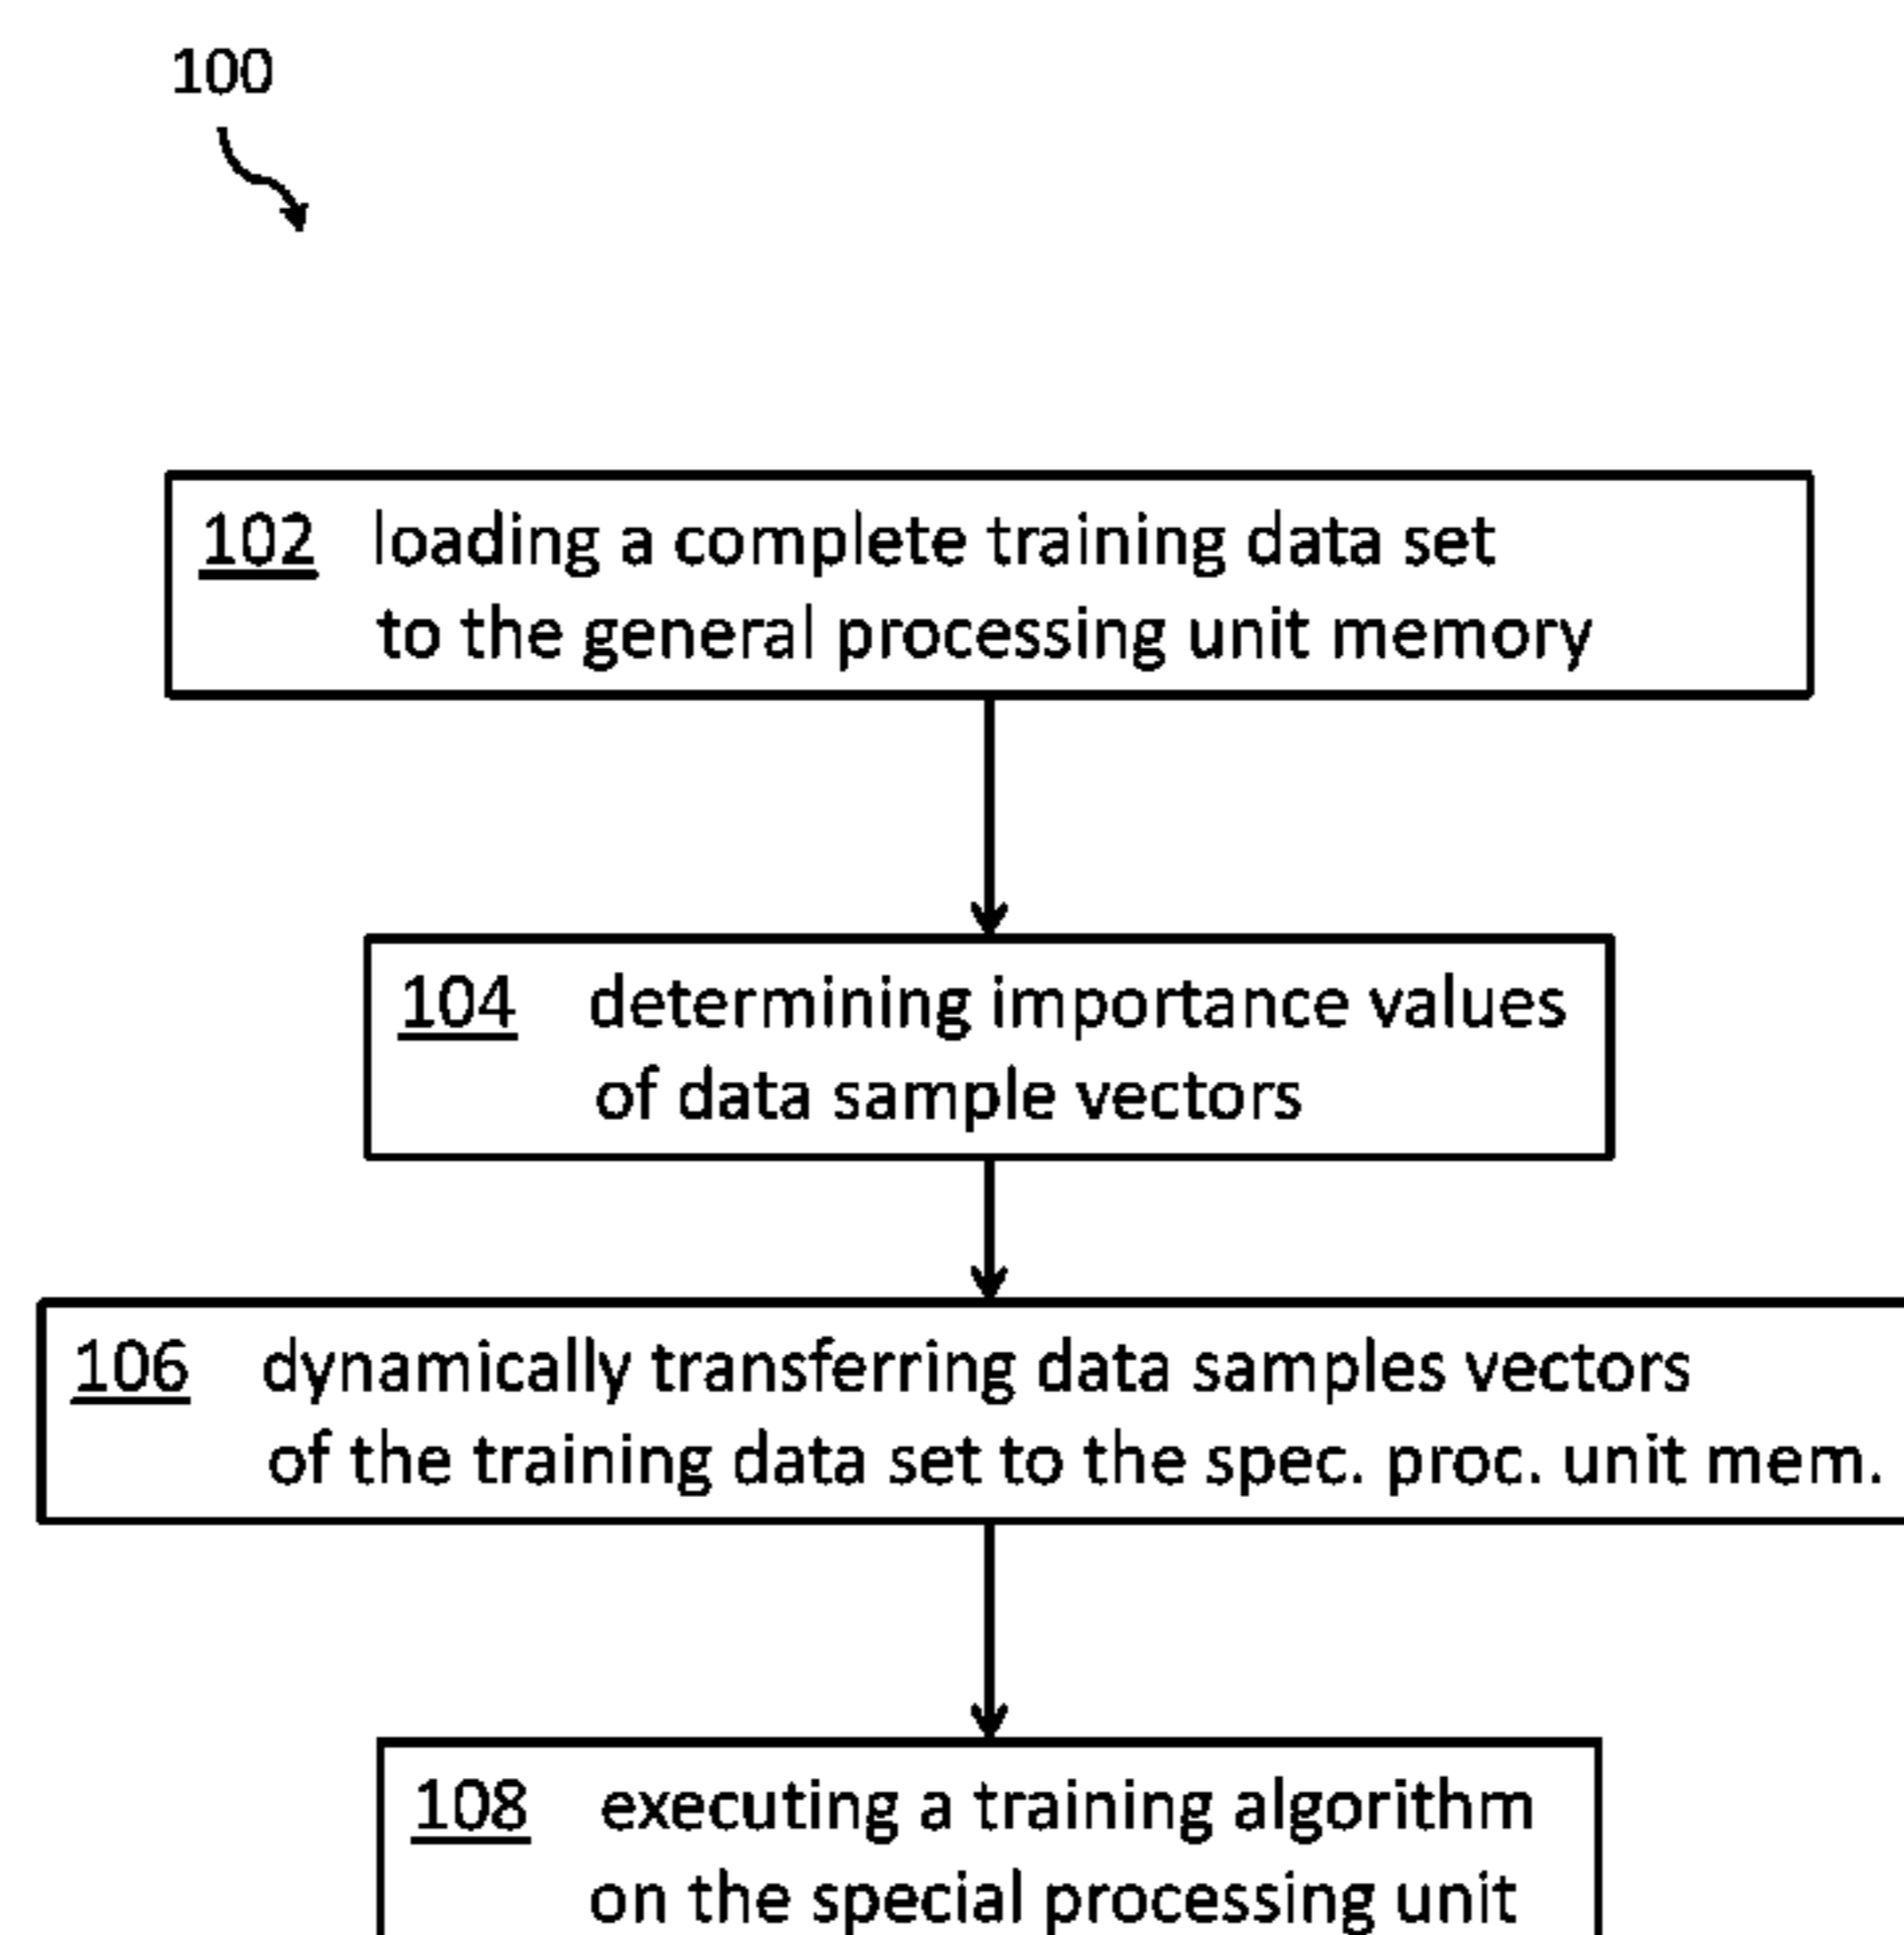 100
102 loading a complete training data set
to the general processing unit memory
104 determining importance values
of data sample vectors
106 dynamically transferring data samples vectors
of the training data set to the spec. proc. unit mem.
108 executing a training algorithm
on the special processing unit